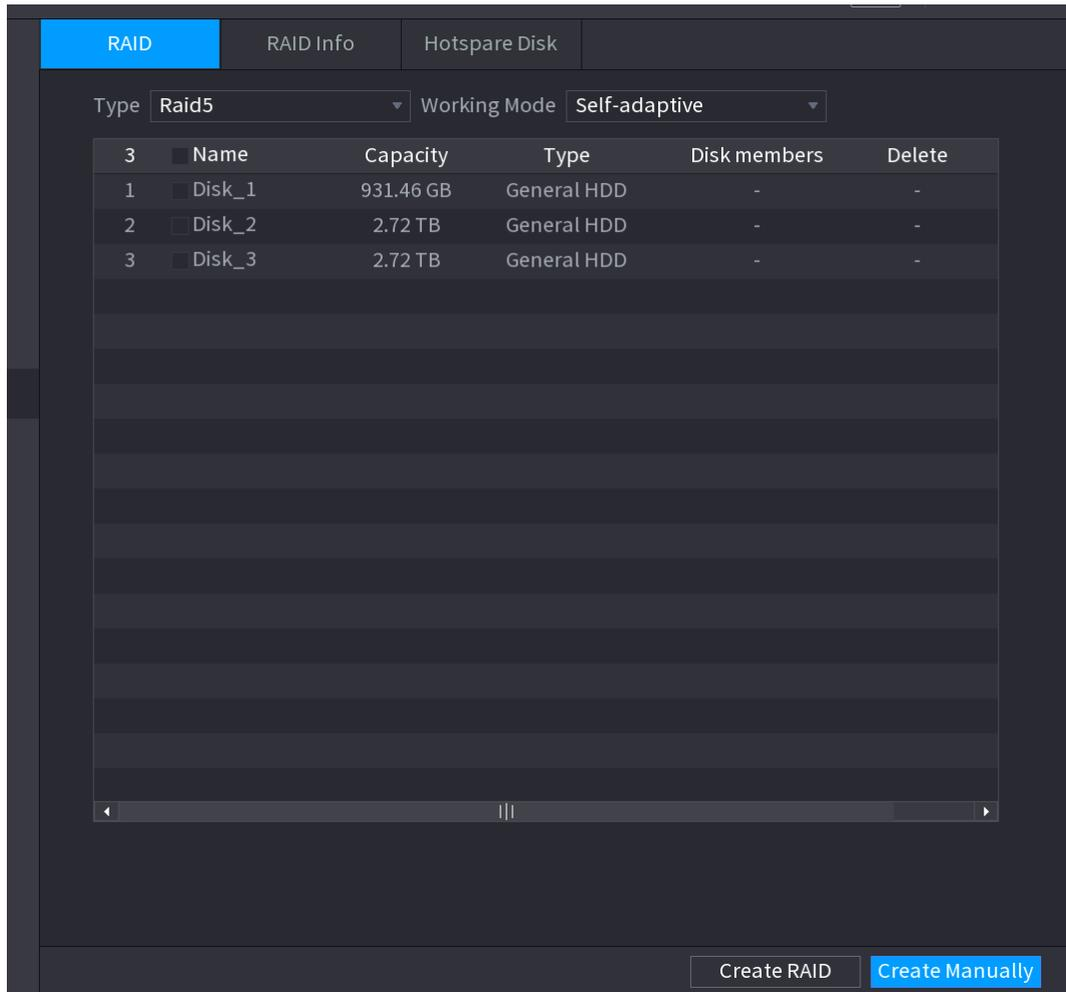 RAID RAID Info Hotspare Disk
Type Raid5 Working Mode Self-adaptive
3 Name Capacity Type Disk members Delete
1 Disk_1 931.46 GB General HDD - -
2 Disk_2 2.72 TB General HDD - -
3 Disk_3 2.72 TB General HDD - -
Create RAID Create Manually